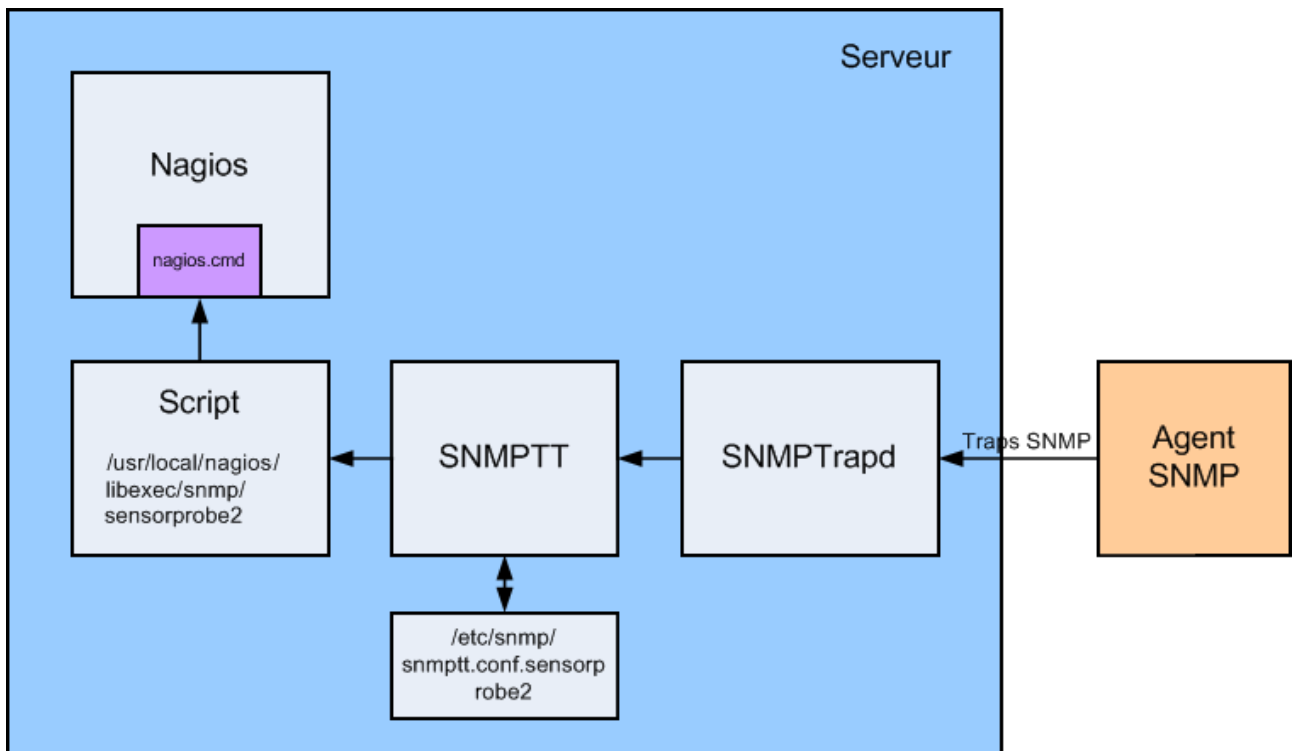 Serveur
Nagios
nagios.cmd
Script
/usr/local/nagios/
libexec/snmp/
sensorprobe2
SNMPTT
SNMPTrapd
Traps SNMP
Agent
SNMP
/etc/snmp/
snmptt.conf.sensorp
robe2